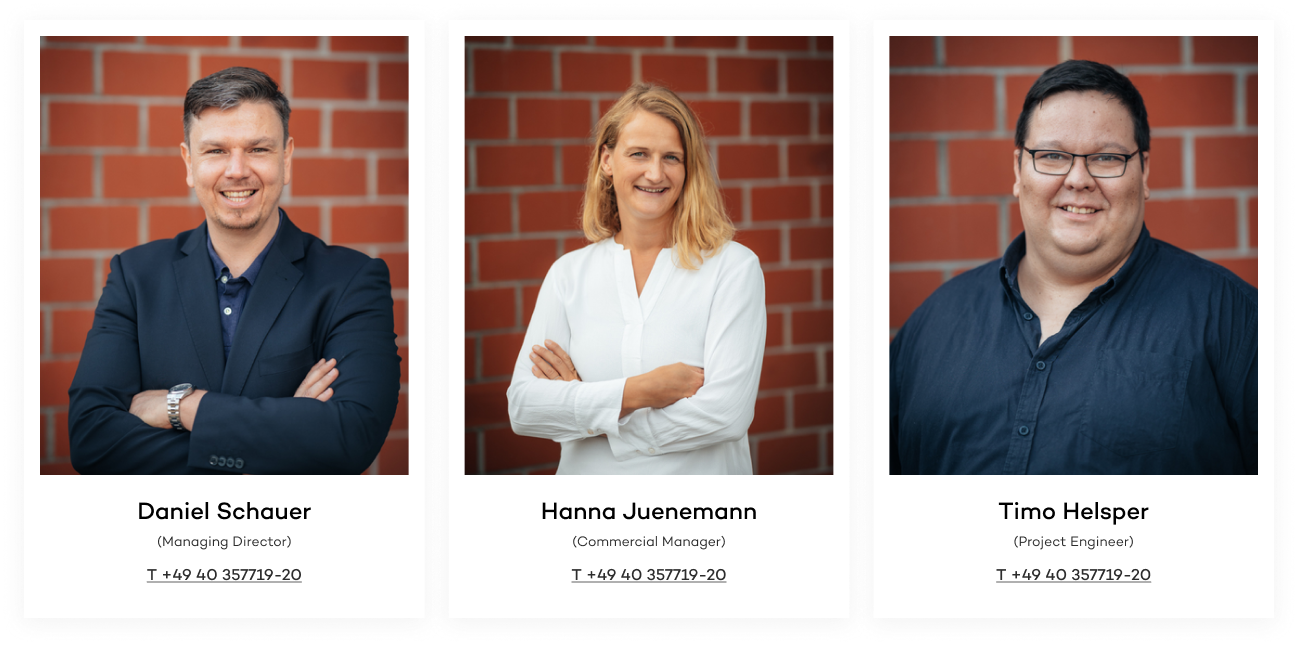 Daniel Schauer
(Managing Director)
T +49 40 357719-20
Hanna Juenemann
(Commercial Manager)
T +49 40 357719-20
Timo Helsper
(Project Engineer)
T +49 40 357719-20